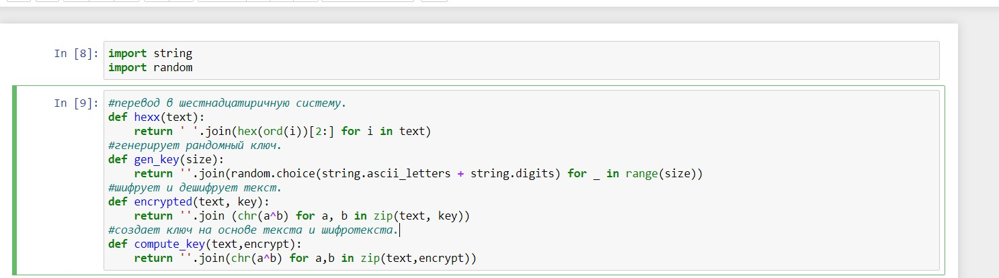 In [8]: import string
import random
In [9]: #перевод в шестнадцатиричную систему.
def hexx(text):
    return ' '.join(hex(ord(i))[2:] for i in text)
#генерирует рандомный ключ.
def gen_key(size):
    return ''.join(random.choice(string.ascii_letters + string.digits) for _ in range(size))
#шифрует и дешифрует текст.
def encrypted(text, key):
    return ''.join (chr(a^b) for a, b in zip(text, key))
#создает ключ на основе текста и шифротекста.
def compute_key(text,encrypt):
    return ''.join(chr(a^b) for a,b in zip(text,encrypt))